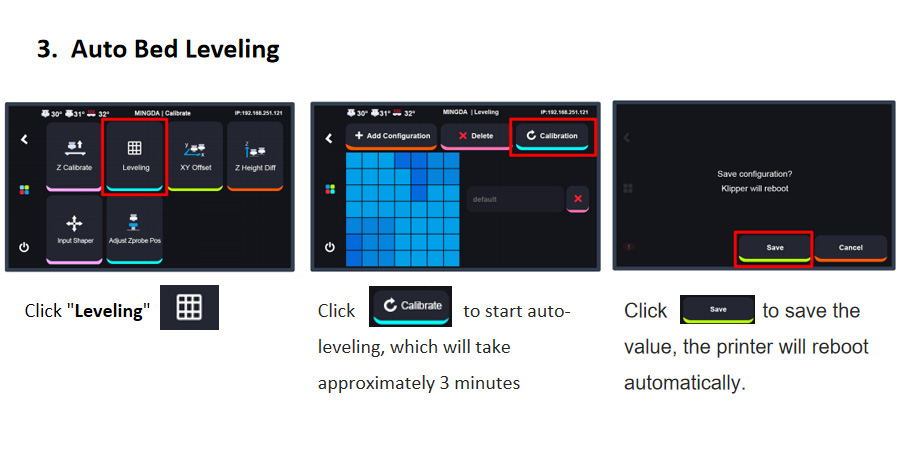 3. Auto Bed Leveling
30° 31° 32° MINGDA | Calibrate IP:192.168.251.121
Z Calibrate Leveling XY Offset Z Height Diff
Input Shaper Adjust Zprobe Pos
Click "Leveling"
30° 31° 32° MINGDA | Leveling IP:192.168.251.121
+ Add Configuration Delete Calibration
default
Click Calibrate to start auto-
leveling, which will take
approximately 3 minutes
Save configuration?
Klipper will reboot
Save Cancel
Click Save to save the
value, the printer will reboot
automatically.